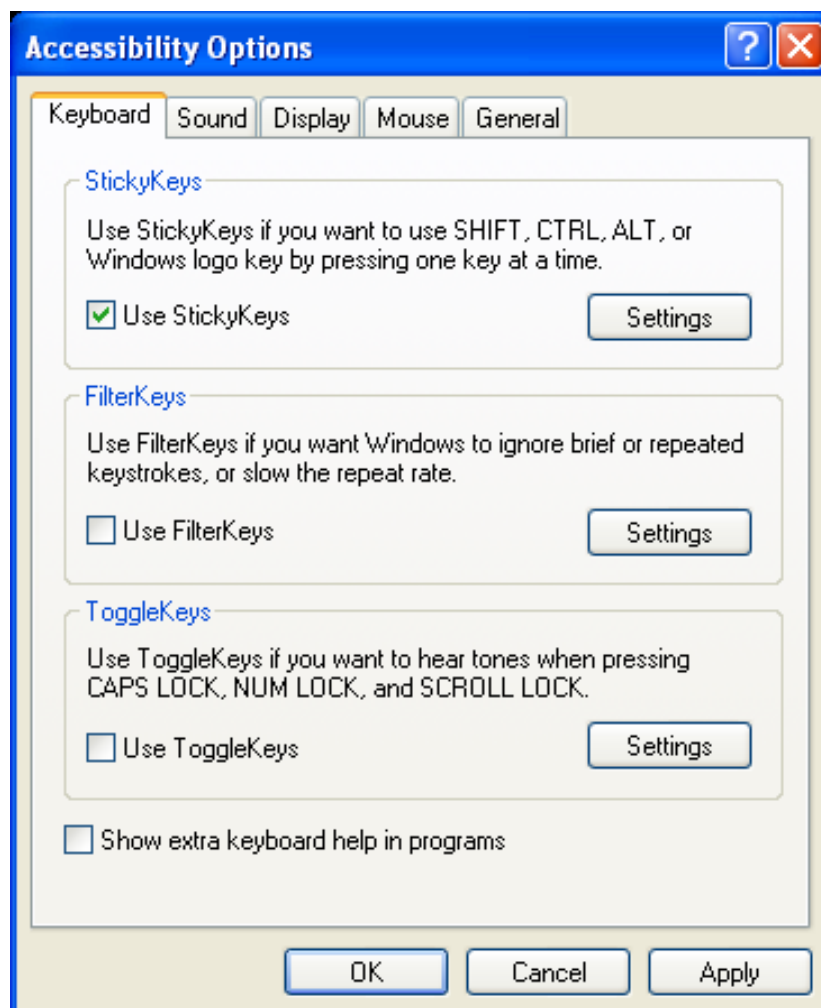 Accessibility Options
Keyboard Sound Display Mouse General
StickyKeys
Use StickyKeys if you want to use SHIFT, CTRL, ALT, or
Windows logo key by pressing one key at a time.
Use StickyKeys Settings
FilterKeys
Use FilterKeys if you want Windows to ignore brief or repeated
keystrokes, or slow the repeat rate.
Use FilterKeys Settings
ToggleKeys
Use ToggleKeys if you want to hear tones when pressing
CAPS LOCK, NUM LOCK, and SCROLL LOCK.
Use ToggleKeys Settings
Show extra keyboard help in programs
OK Cancel Apply